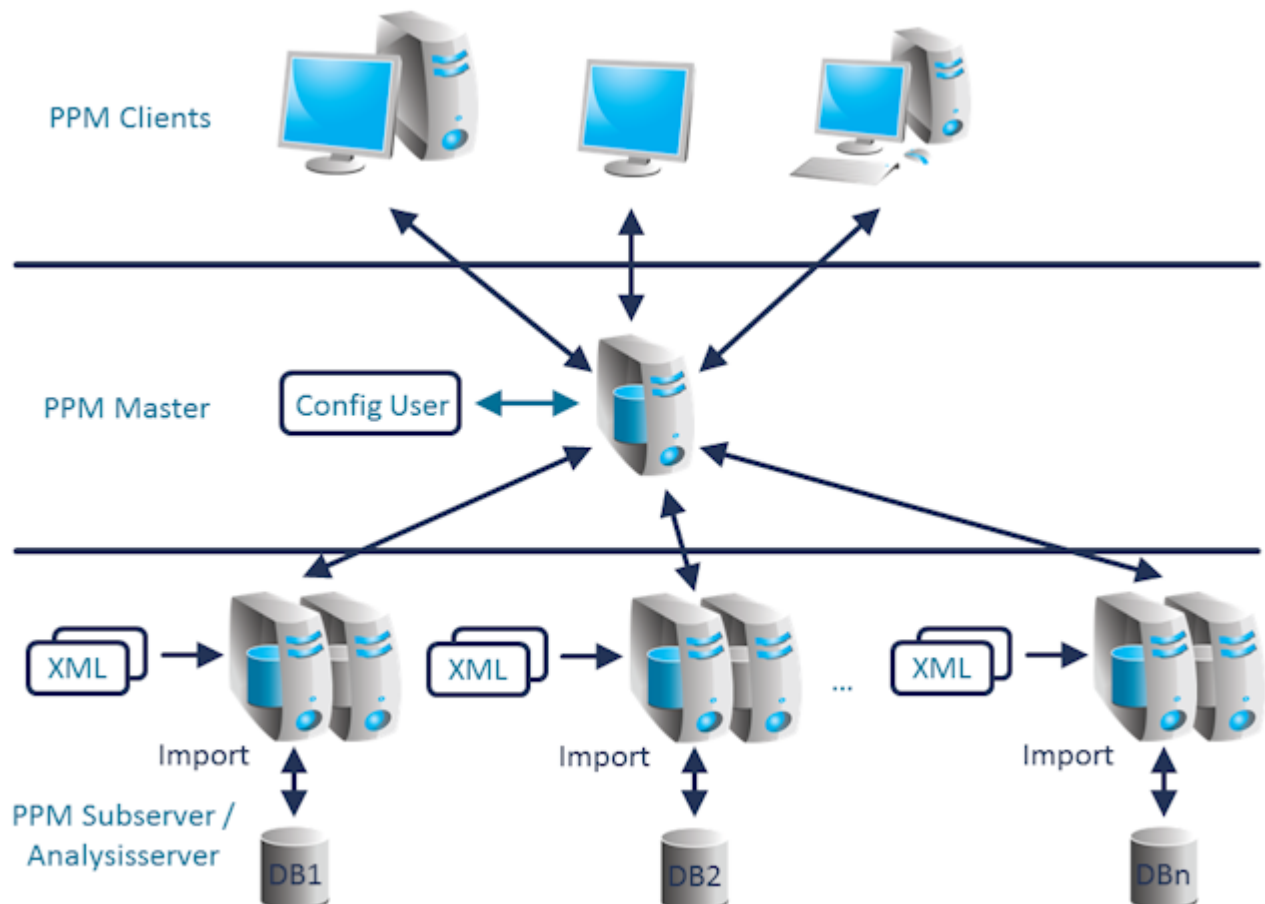 PPM Clients
PPM Master
Config User
XML
XML
...
XML
Import
Import
Import
PPM Subserver /
Analysisserver
DB1
DB2
DBn